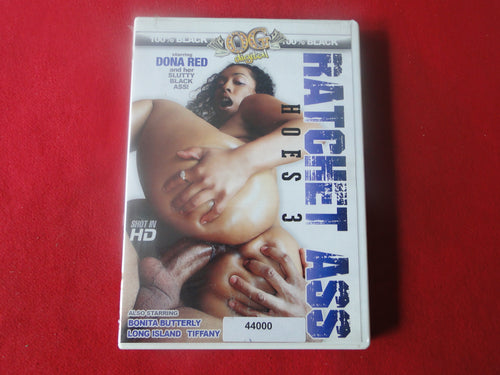 100% BLACK
OG
digital
100% BLACK
starring
DONA RED
and her
SLUTTY
BLACK
ASS!
RATCHET ASS
HOES 3
SHOT IN
HD
ALSO STARRING
BONITA BUTTERLY
LONG ISLAND TIFFANY
44000